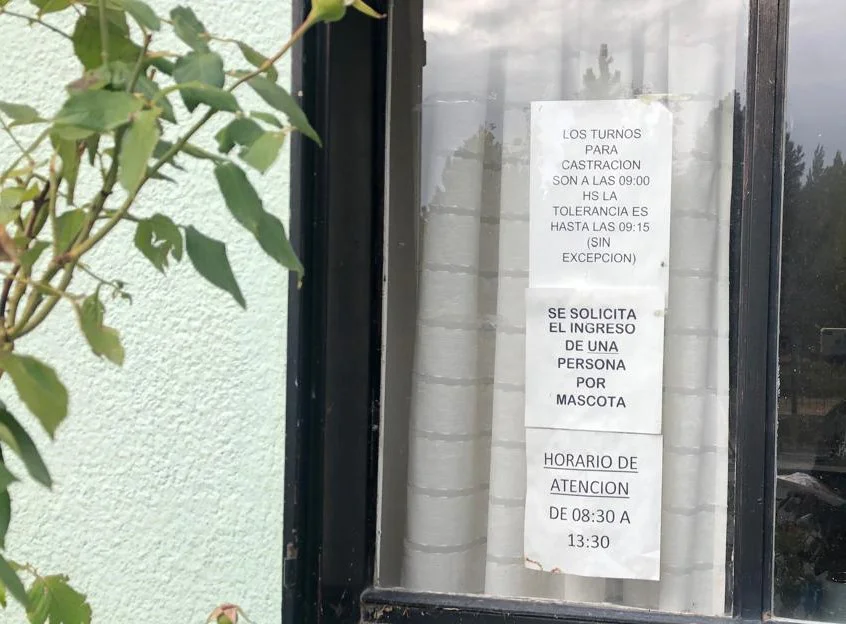 LOS TURNOS
PARA
CASTRACION
SON A LAS 09:00
HS LA
TOLERANCIA ES
HASTA LAS 09:15
(SIN
EXCEPCION)
SE SOLICITA
EL INGRESO
DE UNA
PERSONA
POR
MASCOTA
HORARIO DE
ATENCION
DE 08:30 A
13:30